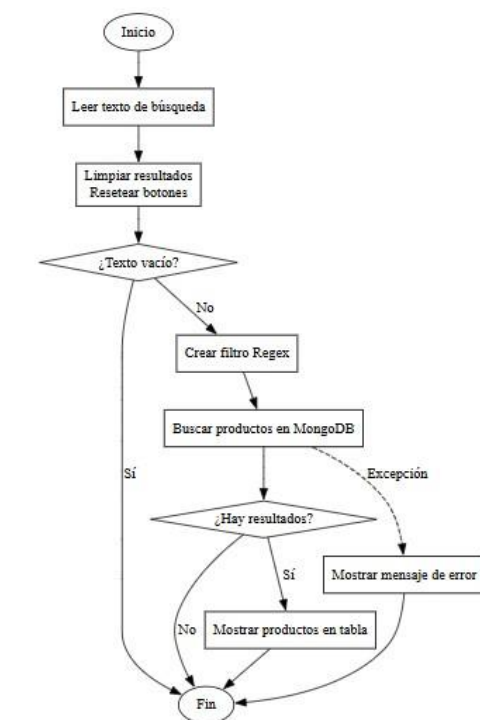 Inicio
Leer texto de búsqueda
Limpiar resultados
Resetear botones
¿Texto vacío?
No
Crear filtro Regex
Buscar productos en MongoDB
Sí
Excepción
¿Hay resultados?
Sí
Mostrar mensaje de error
No
Mostrar productos en tabla
Fin